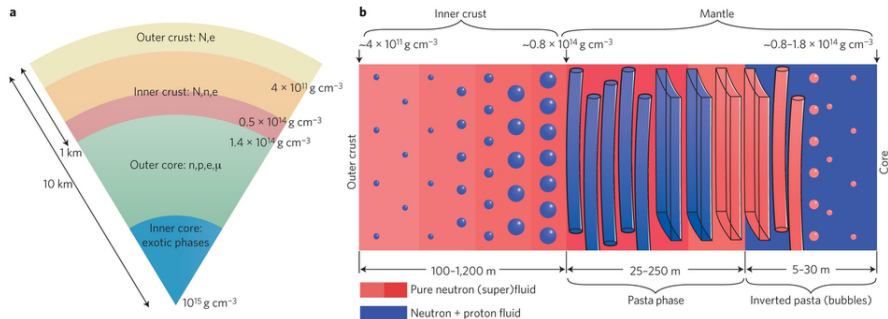 a
Outer crust: N,e
4 × 10¹¹ g cm⁻³
Inner crust: N,n,e
0.5 × 10¹⁴
1.4 × 10¹⁴ g cm⁻³
1 km
10 km
Outer core: n,p,e,μ
Inner core:
exotic phases
10¹⁵ g cm⁻³
b
Inner crust
Mantle
~4 × 10¹¹ g cm⁻³
~0.8 × 10¹⁴ g cm⁻³
~0.8–1.8 × 10¹⁴ g cm⁻³
Outer crust
Core
100–1,200 m
25–250 m
5–30 m
Pure neutron (super)fluid
Pasta phase
Inverted pasta (bubbles)
Neutron + proton fluid